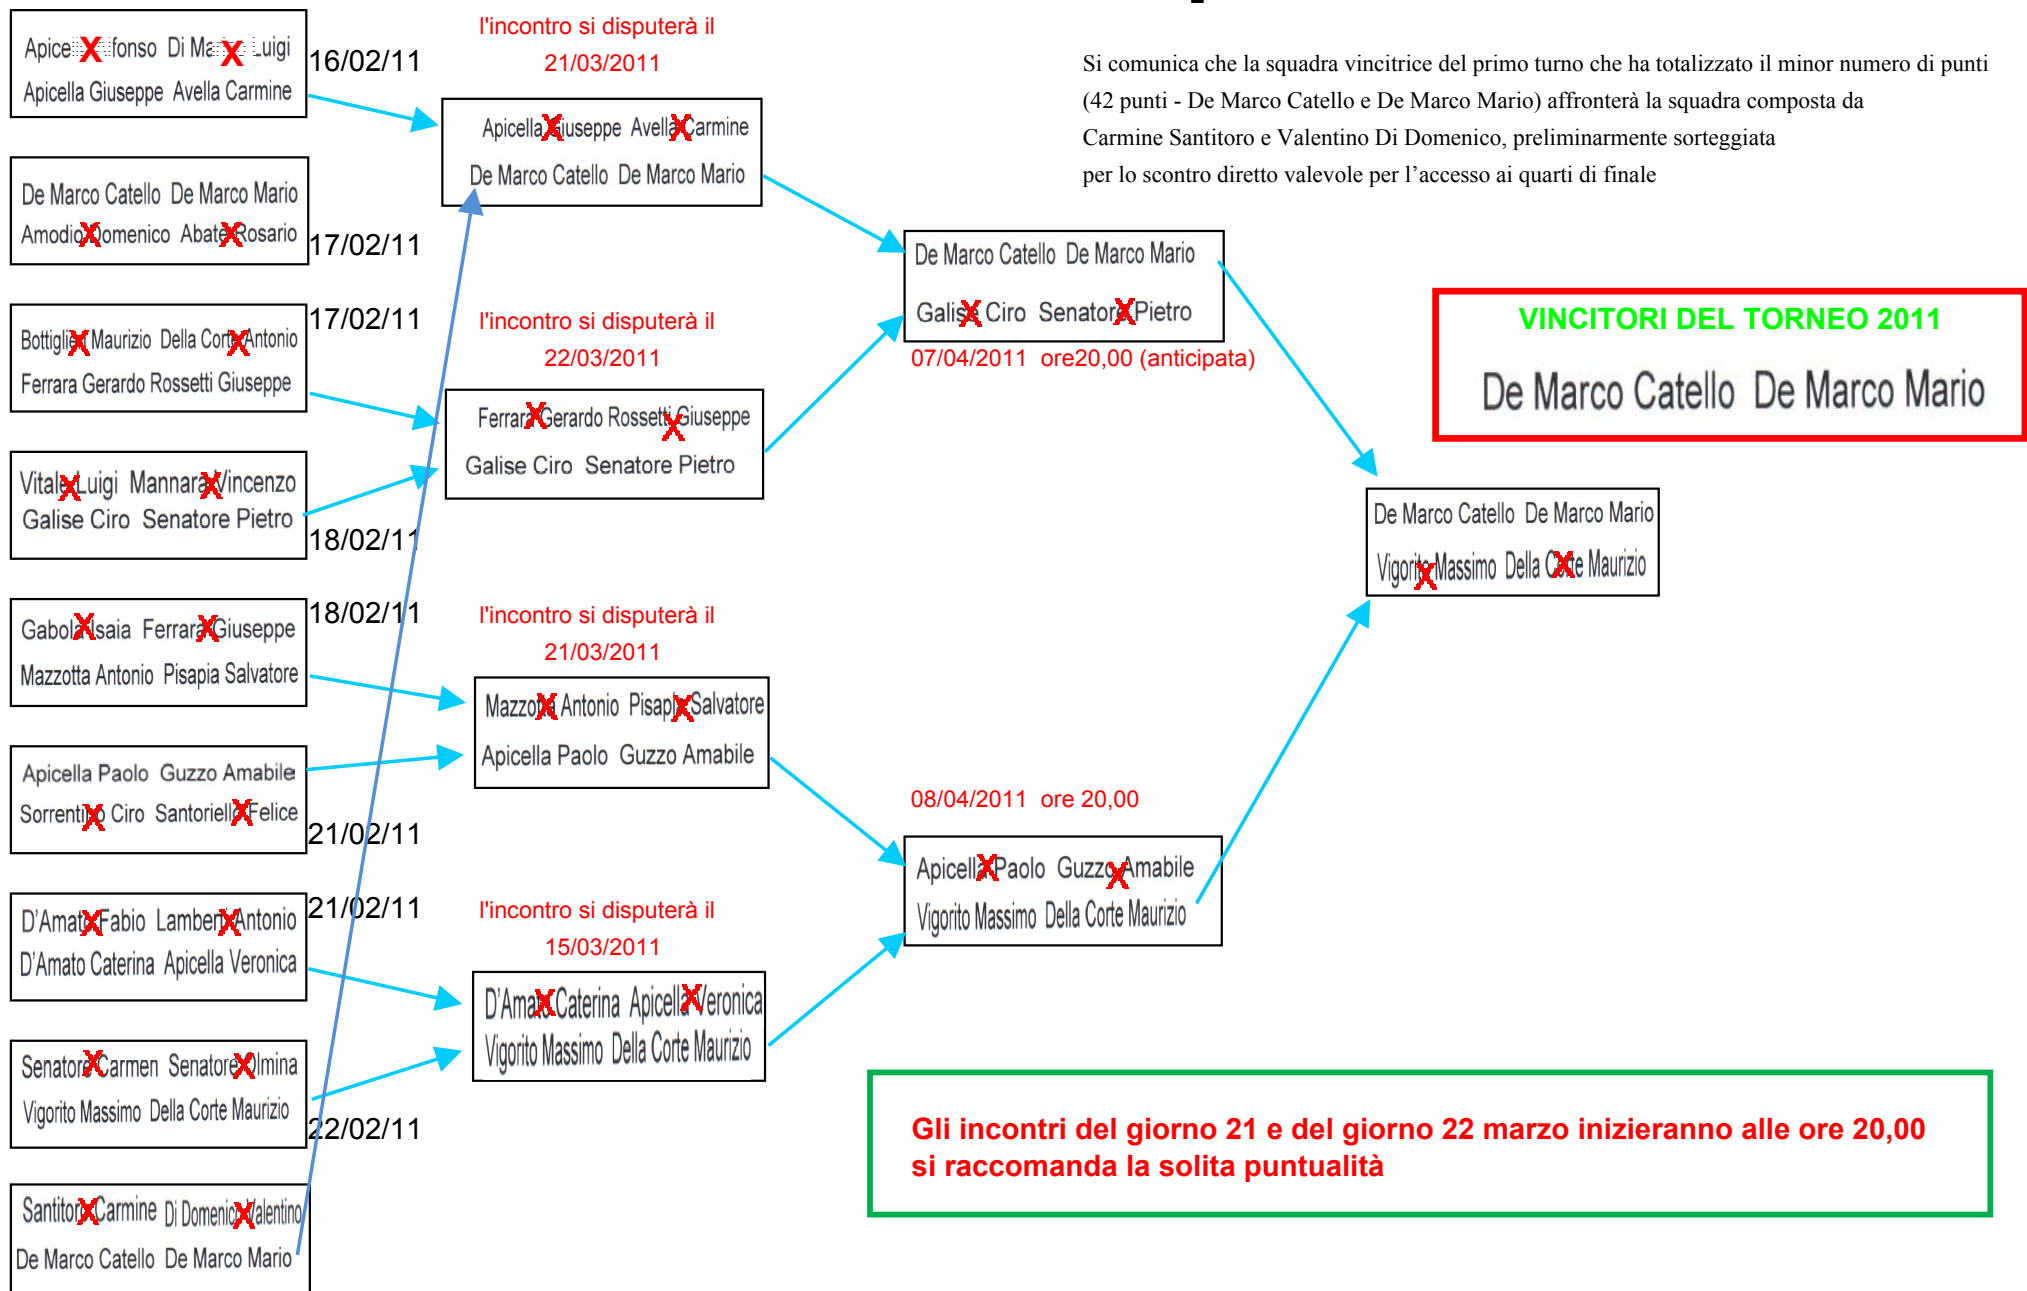 Di Luigi
Apicella Giuseppe Avella Carmine
16/02/11
De Marco Catello De Marco Mario
Amodio Domenico Abate Rosario
17/02/11
17/02/11
Maurizio Della Corte Antonio
Ferrara Gerardo Rossetti Giuseppe
Vitale Luigi Mannara Vincenzo
Galise Ciro Senatore Pietro
18/02/11
18/02/11
Gabola Isaia Ferrara Giuseppe
Mazzotta Antonio Pisapia Salvatore
Apicella Paolo Guzzo Amabile
Sorrentino Ciro Santoriello Felice
21/02/11
21/02/11
D'Amato Fabio Antonio
D'Amato Caterina Apicella Veronica
Senatore Carmen Senatore Olmina
Vigorito Massimo Della Corte Maurizio
22/02/11
Santitoro Carmine Di Domenico Valentino
De Marco Catello De Marco Mario
l'incontro si disputerà il
21/03/2011
Apicella Giuseppe Avella Carmine
De Marco Catello De Marco Mario
l'incontro si disputerà il
22/03/2011
Ferrara Gerardo Rossetti Giuseppe
Galise Ciro Senatore Pietro
l'incontro si disputerà il
21/03/2011
Mazzotta Antonio Pisapia Salvatore
Apicella Paolo Guzzo Amabile
l'incontro si disputerà il
15/03/2011
D'Amato Caterina Apicella Veronica
Vigorito Massimo Della Corte Maurizio
Si comunica che la squadra vincitrice del primo turno che ha totalizzato il minor numero di punti
(42 punti - De Marco Catello e De Marco Mario) affronterà la squadra composta da
Carmine Santitoro e Valentino Di Domenico, preliminarmente sorteggiata
per lo scontro diretto valevole per l’accesso ai quarti di finale
De Marco Catello De Marco Mario
Galise Ciro Senatore Pietro
07/04/2011 ore20,00 (anticipata)
08/04/2011 ore 20,00
Apicella Paolo Guzzo Amabile
Vigorito Massimo Della Corte Maurizio
VINCITORI DEL TORNEO 2011
De Marco Catello De Marco Mario
De Marco Catello De Marco Mario
Vigorito Massimo Della Corte Maurizio
Gli incontri del giorno 21 e del giorno 22 marzo inizieranno alle ore 20,00
si raccomanda la solita puntualità